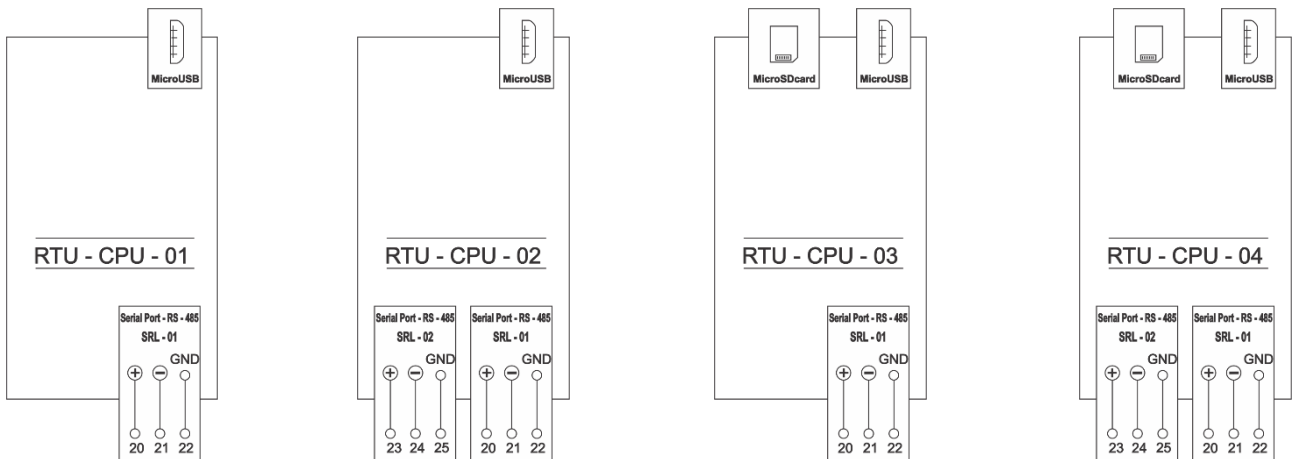 MicroUSB
RTU - CPU - 01
Serial Port - RS - 485
SRL - 01
GND
+ −
20 21 22
MicroUSB
RTU - CPU - 02
Serial Port - RS - 485
SRL - 02
GND
+ −
23 24 25
Serial Port - RS - 485
SRL - 01
GND
+ −
20 21 22
MicroSDcard
MicroUSB
RTU - CPU - 03
Serial Port - RS - 485
SRL - 01
GND
+ −
20 21 22
MicroSDcard
MicroUSB
RTU - CPU - 04
Serial Port - RS - 485
SRL - 02
GND
+ −
23 24 25
Serial Port - RS - 485
SRL - 01
GND
+ −
20 21 22